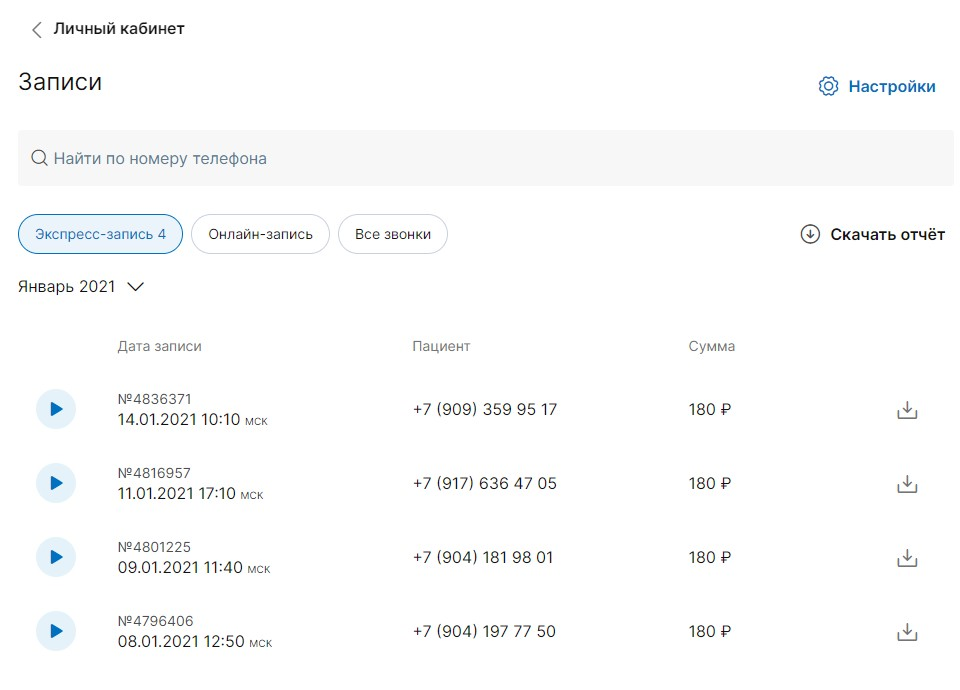 Личный кабинет
Записи
Настройки
Найти по номеру телефона
Экспресс-запись 4 Онлайн-запись Все звонки Скачать отчёт
Январь 2021
Дата записи Пациент Сумма
№4836371
14.01.2021 10:10 мск +7 (909) 359 95 17 180 ₽
№4816957
11.01.2021 17:10 мск +7 (917) 636 47 05 180 ₽
№4801225
09.01.2021 11:40 мск +7 (904) 181 98 01 180 ₽
№4796406
08.01.2021 12:50 мск +7 (904) 197 77 50 180 ₽